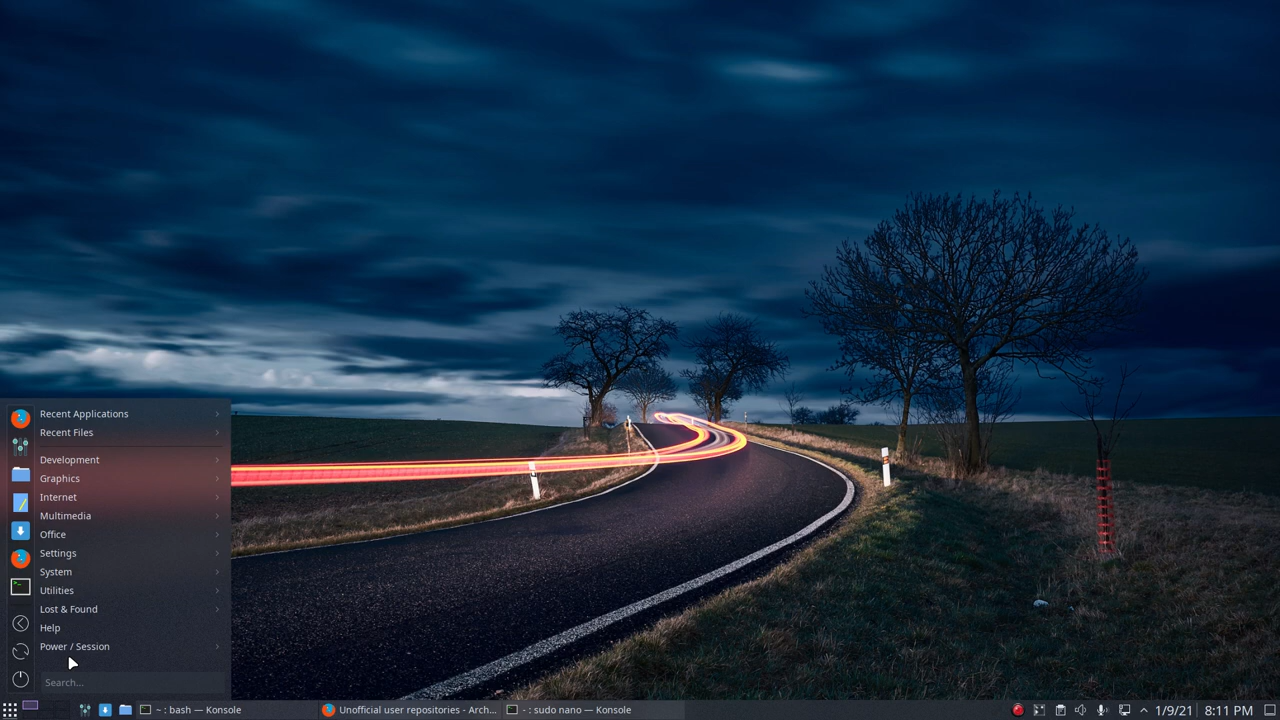 Recent Applications
Recent Files
Development
Graphics
Internet
Multimedia
Office
Settings
System
Utilities
Lost & Found
Help
Power / Session
Search...
~ : bash — Konsole
Unofficial user repositories - Arch...
- : sudo nano — Konsole
1/9/21
8:11 PM